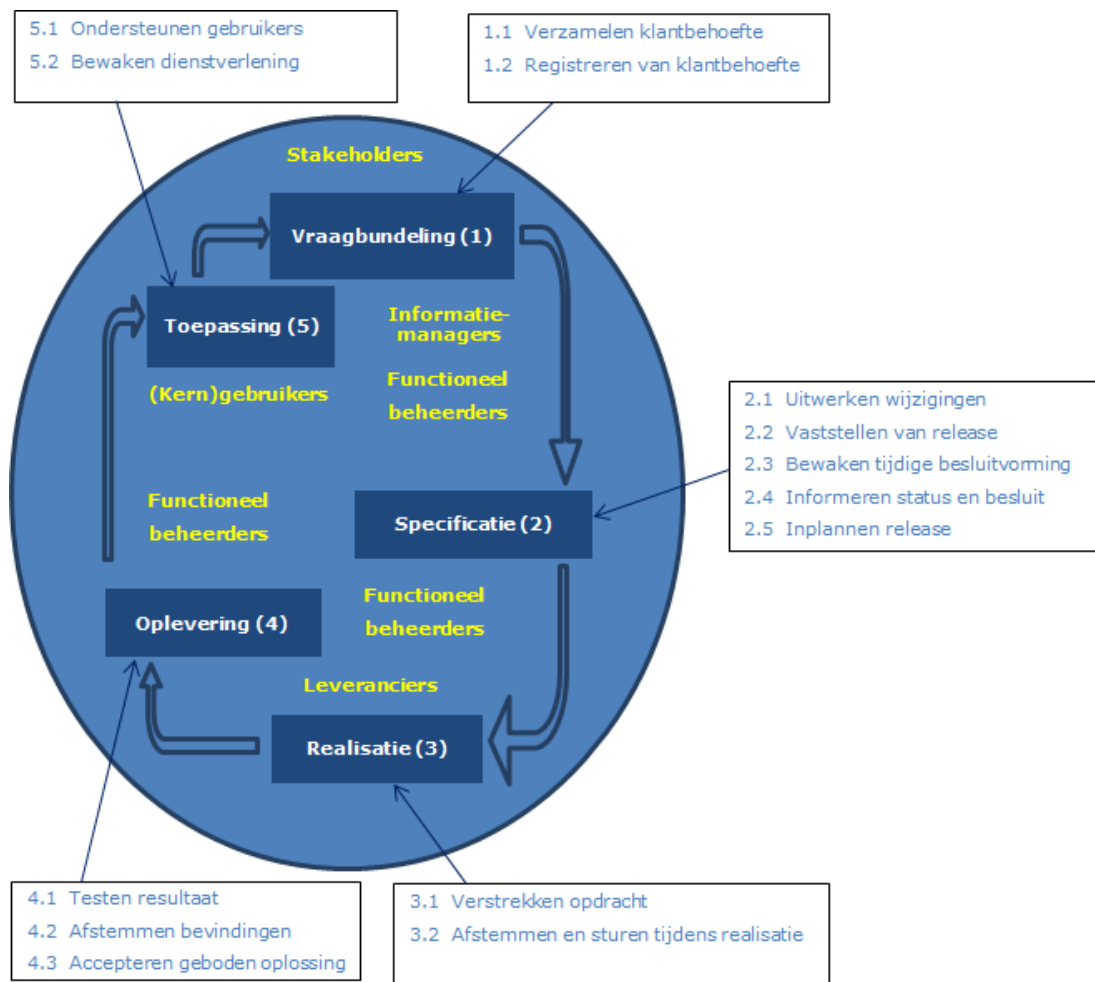 5.1 Ondersteunen gebruikers
5.2 Bewaken dienstverlening
1.1 Verzamelen klantbehoefte
1.2 Registreren van klantbehoefte
Stakeholders
Vraagbundeling (1)
Toepassing (5)
Informatie-
managers
(Kern)gebruikers
Functioneel
beheerders
2.1 Uitwerken wijzigingen
2.2 Vaststellen van release
2.3 Bewaken tijdige besluitvorming
2.4 Informeren status en besluit
2.5 Inplannen release
Functioneel
beheerders
Specificatie (2)
Oplevering (4)
Functioneel
beheerders
Leveranciers
Realisatie (3)
4.1 Testen resultaat
4.2 Afstemmen bevindingen
4.3 Accepteren geboden oplossing
3.1 Verstrekken opdracht
3.2 Afstemmen en sturen tijdens realisatie